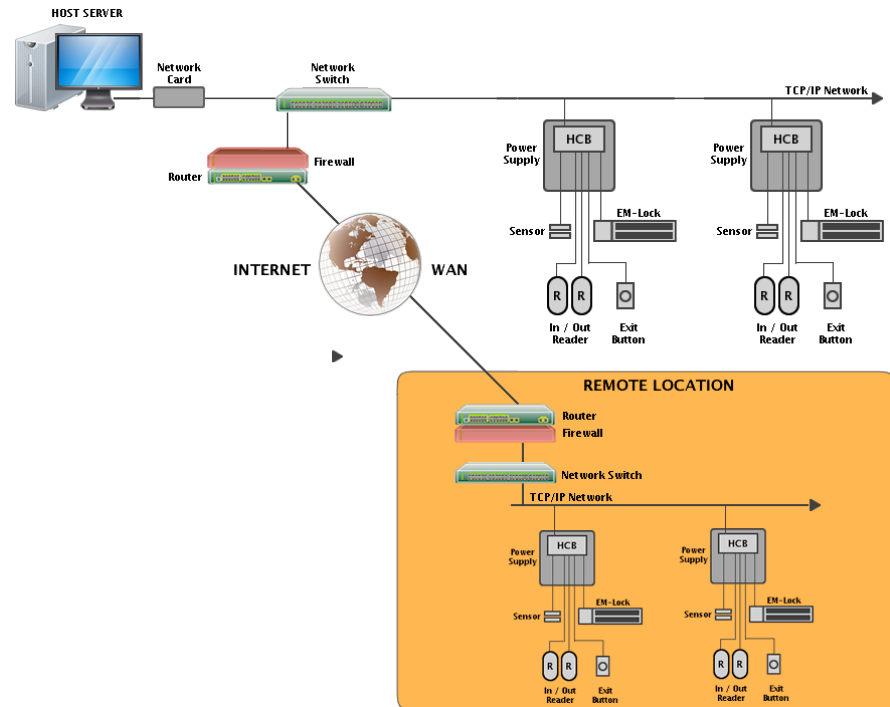 HOST SERVER
Network
Card
Network
Switch
TCP/IP Network
Power
Supply
HCB
Sensor
EM-Lock
R
R
In / Out
Reader
Exit
Button
Power
Supply
HCB
Sensor
EM-Lock
R
R
In / Out
Reader
Exit
Button
Firewall
Router
INTERNET
WAN
REMOTE LOCATION
Router
Firewall
Network Switch
TCP/IP Network
Power
Supply
HCB
Sensor
EM-Lock
R
R
In / Out
Reader
Exit
Button
Power
Supply
HCB
Sensor
EM-Lock
R
R
In / Out
Reader
Exit
Button